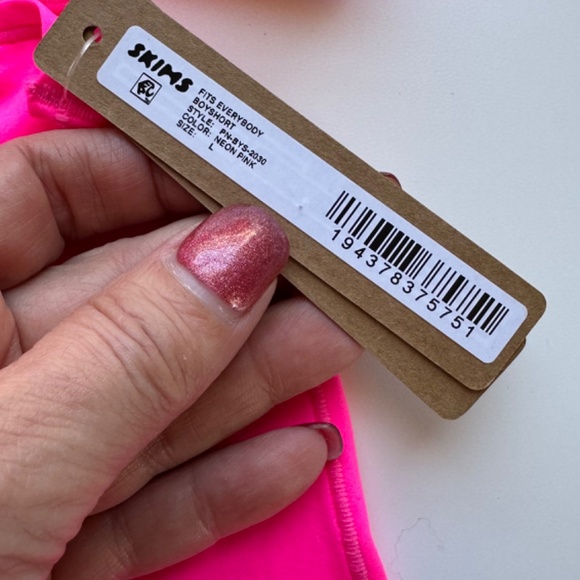 SKIMS
FITS EVERYBODY
BOYSHORT
STYLE: PN-BYS-2030
COLOR: NEON PINK
SIZE: L
194378375751